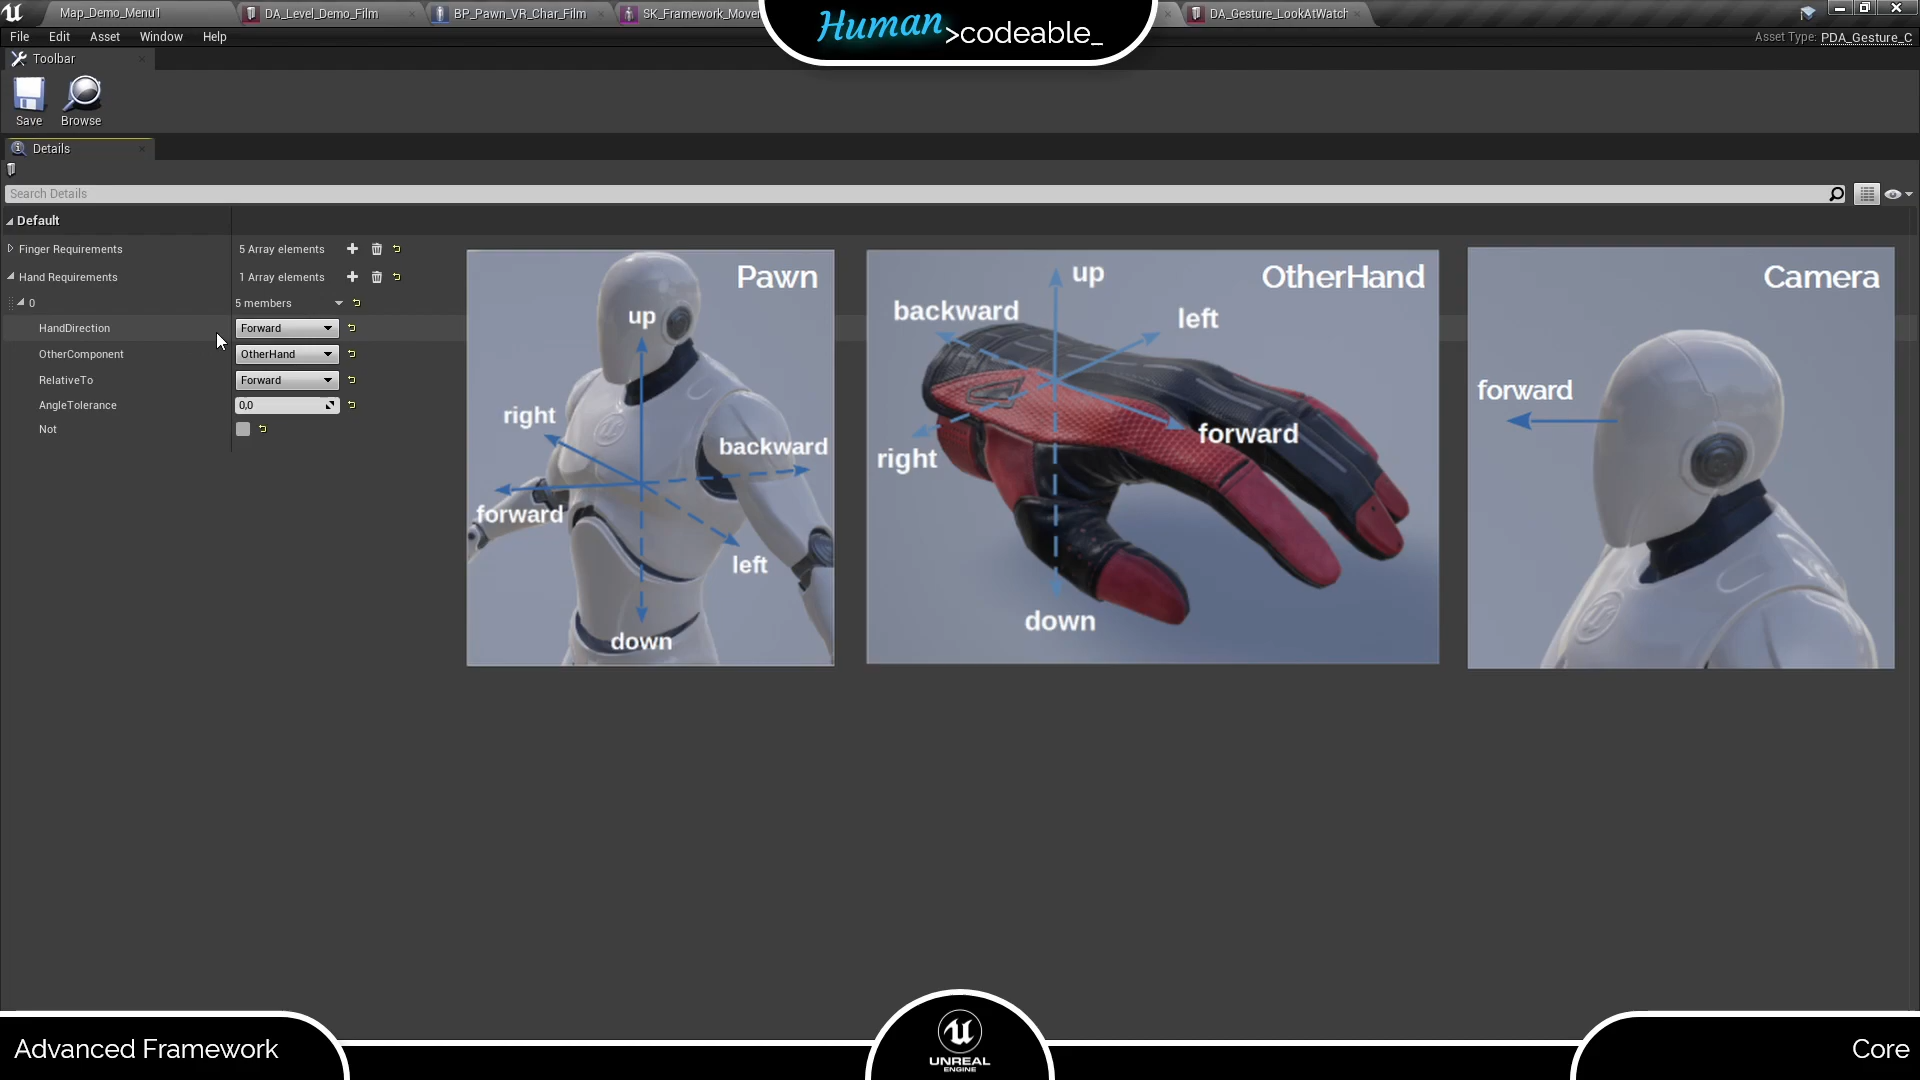 Map_Demo_Menu1
DA_Level_Demo_Film
BP_Pawn_VR_Char_Film
SK_Framework_Mover
DA_Gesture_LookAtWatch
Human >codeable_
File Edit Asset Window Help
Asset Type: PDA_Gesture_C
Toolbar
Save Browse
Details
Search Details
Default
Finger Requirements 5 Array elements
Hand Requirements 1 Array elements
0 5 members
HandDirection Forward
OtherComponent OtherHand
RelativeTo Forward
AngleTolerance 0,0
Not
Pawn
up
right
backward
forward
left
down
OtherHand
up
backward
left
forward
right
down
Camera
forward
Advanced Framework
UNREAL
ENGINE
Core